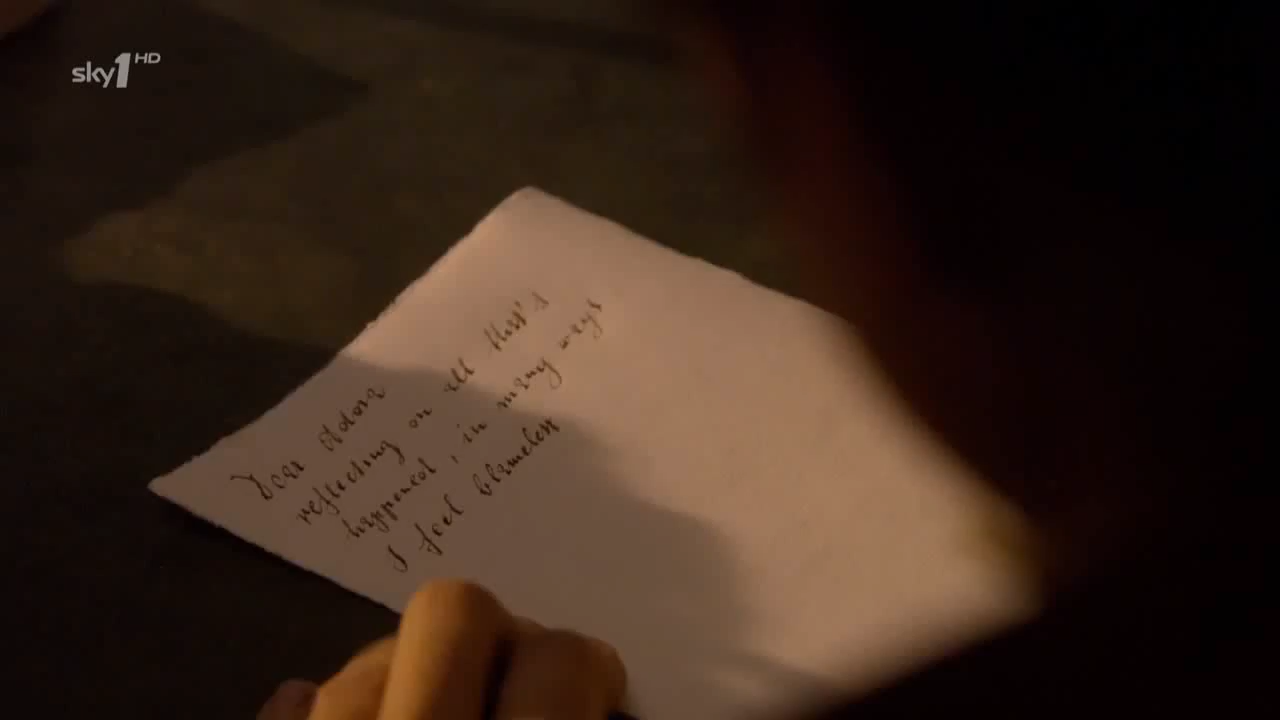 sky1 HD
Dear Adora
reflecting on all that's
happened, in many ways
I feel blameless